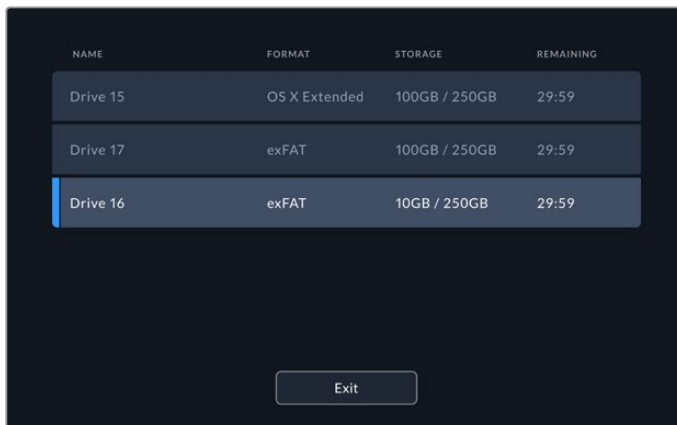 NAME FORMAT STORAGE REMAINING
Drive 15 OS X Extended 100GB / 250GB 29:59
Drive 17 exFAT 100GB / 250GB 29:59
Drive 16 exFAT 10GB / 250GB 29:59
Exit